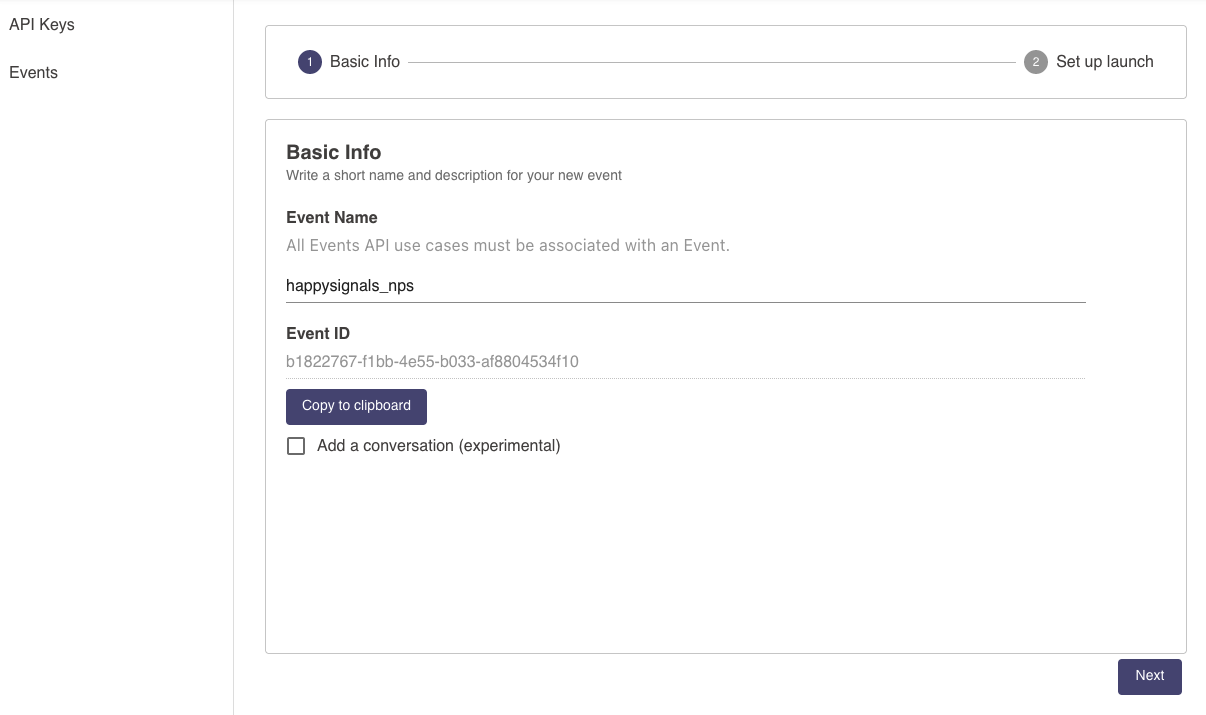 API Keys
Events
1 Basic Info
2 Set up launch
Basic Info
Write a short name and description for your new event
Event Name
All Events API use cases must be associated with an Event.
happysignals_nps
Event ID
b1822767-f1bb-4e55-b033-af8804534f10
Copy to clipboard
Add a conversation (experimental)
Next